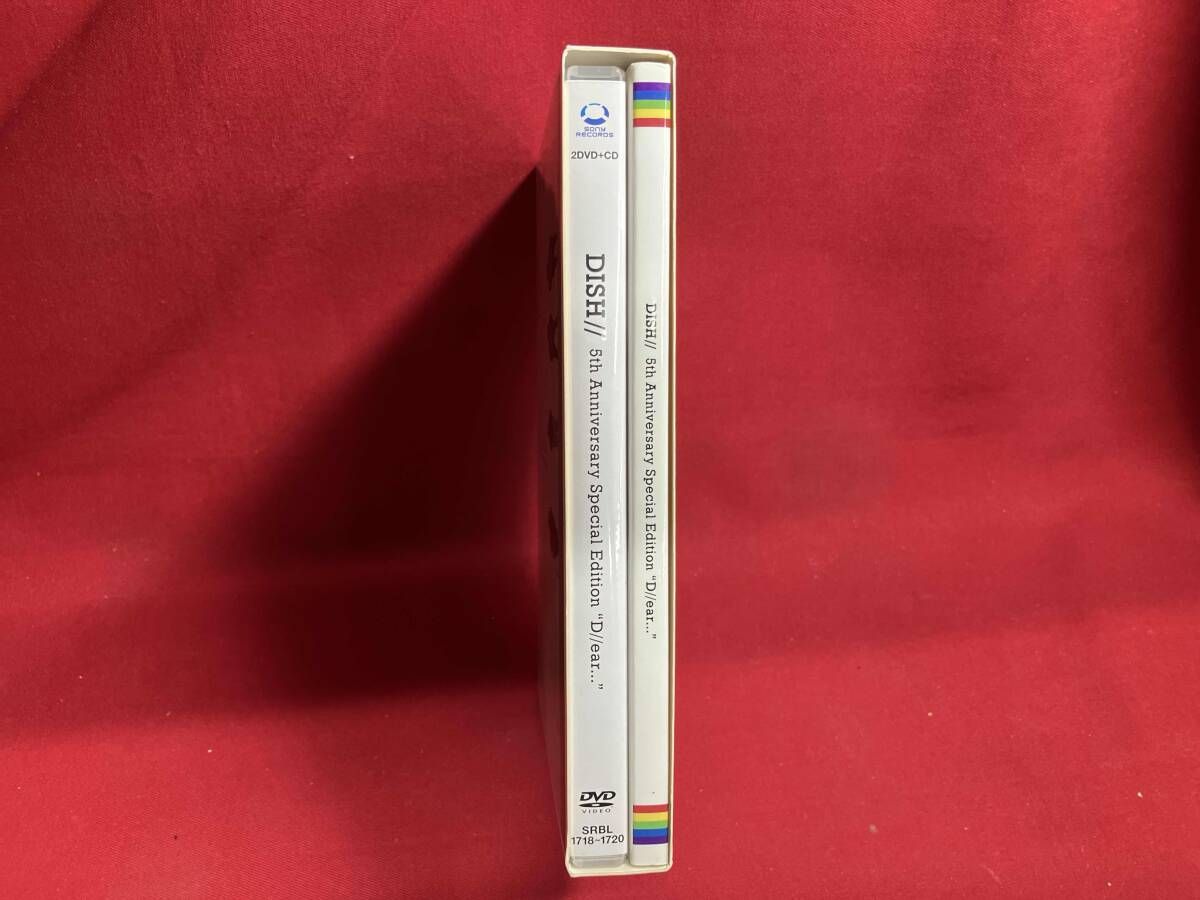 SONY
RECORDS
2DVD+CD
DISH// 5th Anniversary Special Edition “D//ear...”
DVD
VIDEO
SRBL
1718~1720
DISH// 5th Anniversary Special Edition “D//ear...”